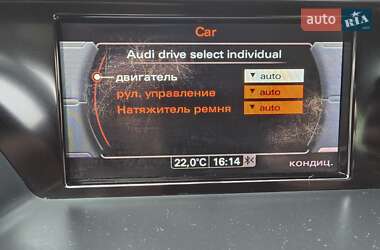 auto RIA.com
Car
Audi drive select individual
двигатель auto
рул. управление auto
Натяжитель ремня auto
22,0°C 16:14 кондиц.